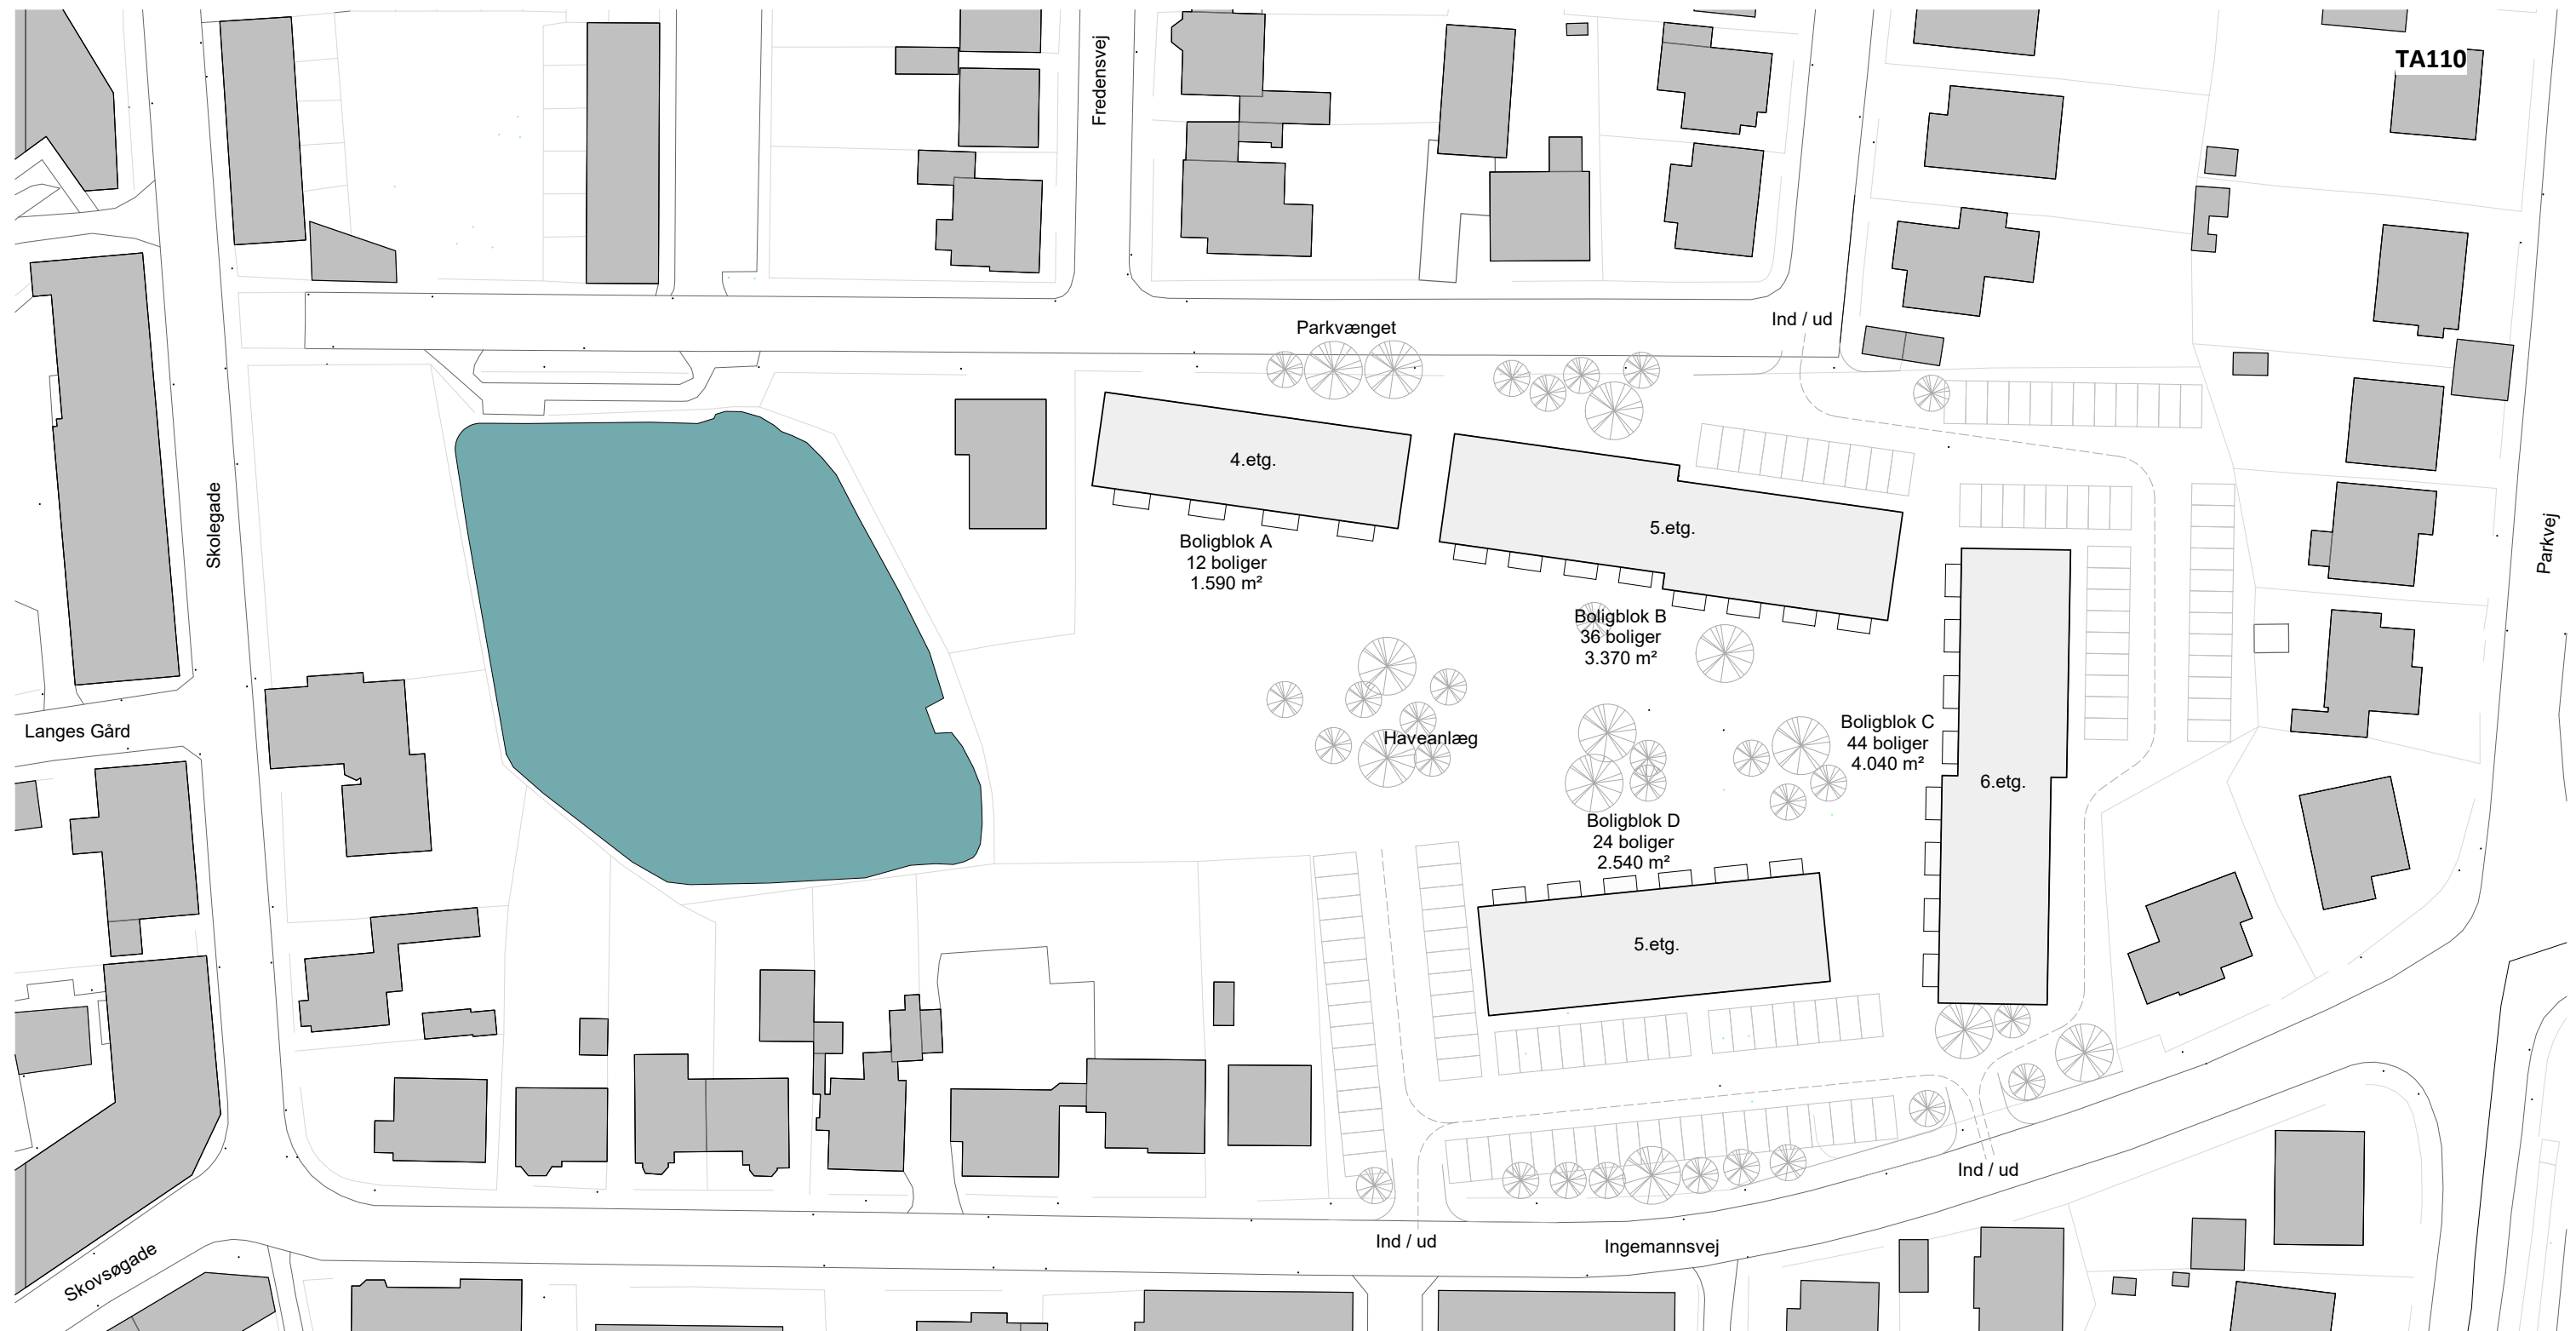 TA110
Fredensvej
Parkvænget
Ind / ud
4.etg.
5.etg.
Boligblok A
12 boliger
1.590 m²
Skolegade
Parkvej
Boligblok B
36 boliger
3.370 m²
Langes Gård
Haveanlæg
Boligblok C
44 boliger
4.040 m²
6.etg.
Boligblok D
24 boliger
2.540 m²
5.etg.
Ind / ud
Ind / ud
Ingemannsvej
Skovsøgade